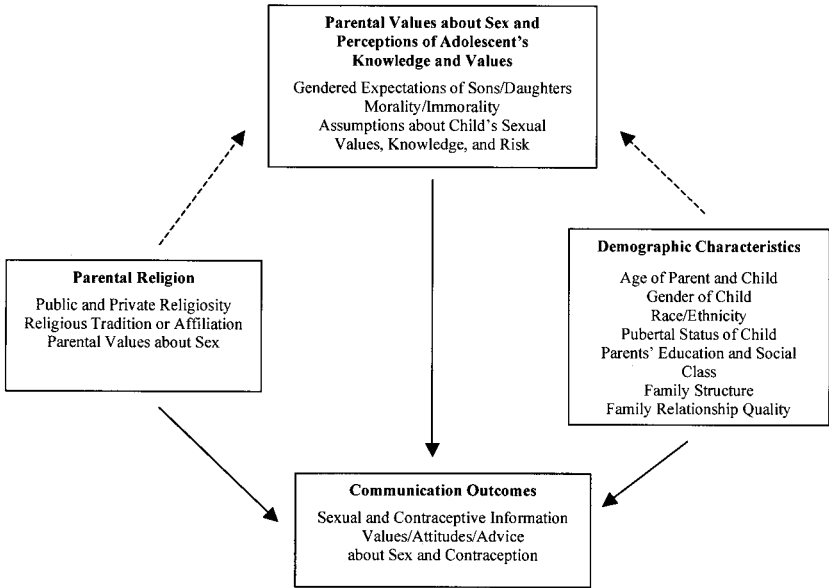 Parental Values about Sex and
Perceptions of Adolescent's
Knowledge and Values
Gendered Expectations of Sons/Daughters
Morality/Immorality
Assumptions about Child's Sexual
Values, Knowledge, and Risk
Parental Religion
Public and Private Religiosity
Religious Tradition or Affiliation
Parental Values about Sex
Demographic Characteristics
Age of Parent and Child
Gender of Child
Race/Ethnicity
Pubertal Status of Child
Parents' Education and Social
Class
Family Structure
Family Relationship Quality
Communication Outcomes
Sexual and Contraceptive Information
Values/Attitudes/Advice
about Sex and Contraception